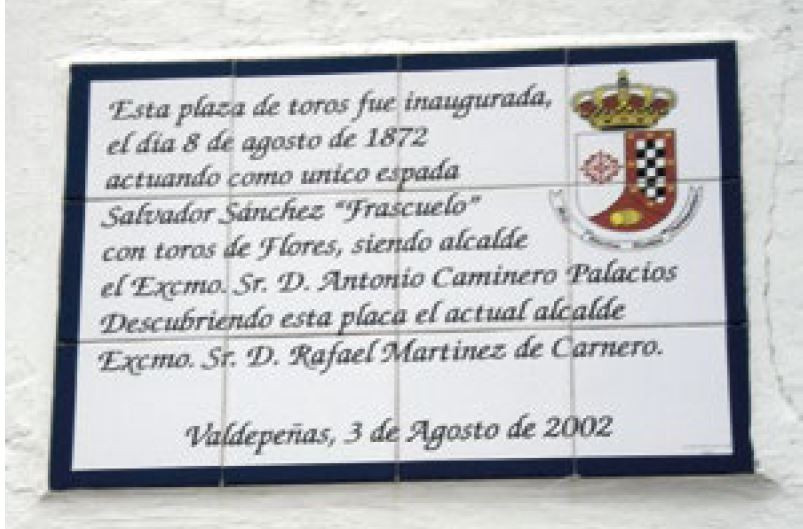 Esta plaza de toros fue inaugurada,
el día 8 de agosto de 1872
actuando como unico espada
Salvador Sánchez "Frascuelo"
con toros de Flores, siendo alcalde
el Excmo. Sr. D. Antonio Caminero Palacios
Descubriendo esta placa el actual alcalde
Excmo. Sr. D. Rafael Martinez de Carnero.
Valdepeñas, 3 de Agosto de 2002